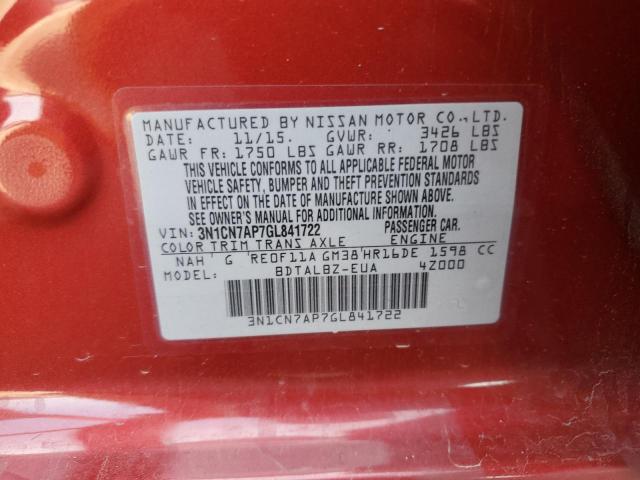 MANUFACTURED BY NISSAN MOTOR CO.,LTD.
DATE: 11/15. GVWR: 3426 LBS
GAWR FR: 1750 LBS GAWR RR: 1708 LBS
THIS VEHICLE CONFORMS TO ALL APPLICABLE FEDERAL MOTOR
VEHICLE SAFETY, BUMPER AND THEFT PREVENTION STANDARDS
IN EFFECT ON THE DATE OF MANUFACTURE SHOWN ABOVE.
SEE OWNER'S MANUAL FOR ADDITIONAL INFORMATION.
VIN: 3N1CN7AP7GL841722 PASSENGER CAR.
COLOR TRIM TRANS AXLE ENGINE
NAH G REOF11A GM38 HR16DE 1598 CC
MODEL: BDTALBZ-EUA 4Z000
3N1CN7AP7GL841722